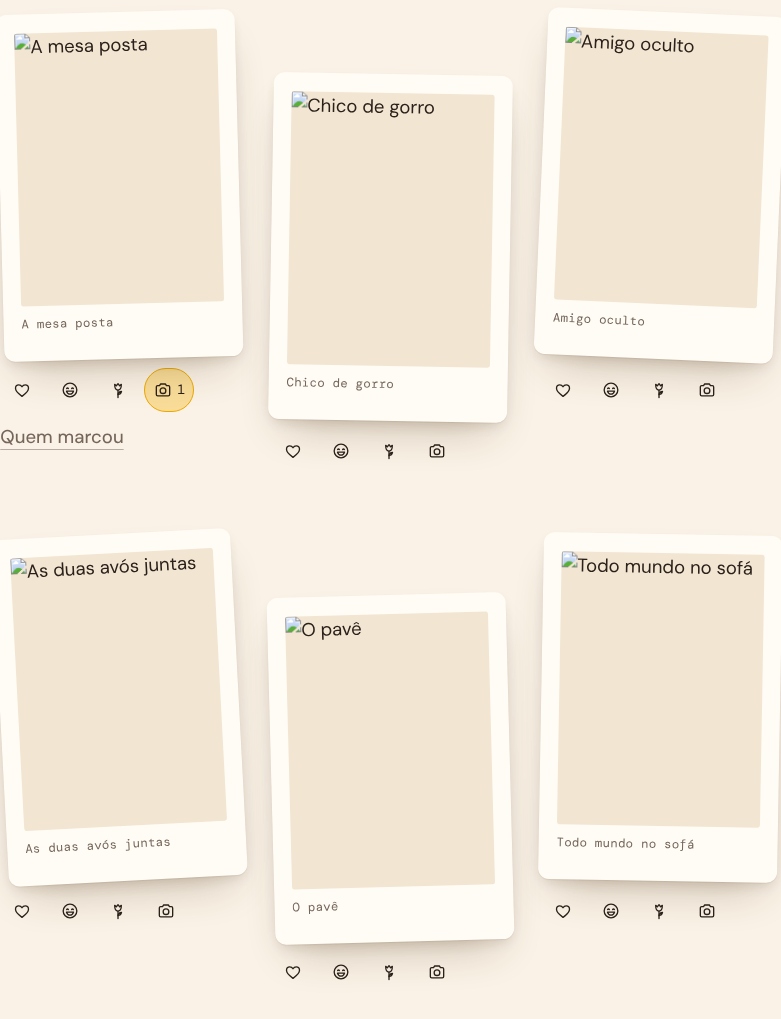 A mesa posta
A mesa posta
1
Quem marcou
Chico de gorro
Chico de gorro
Amigo oculto
Amigo oculto
As duas avós juntas
As duas avós juntas
O pavê
O pavê
Todo mundo no sofá
Todo mundo no sofá